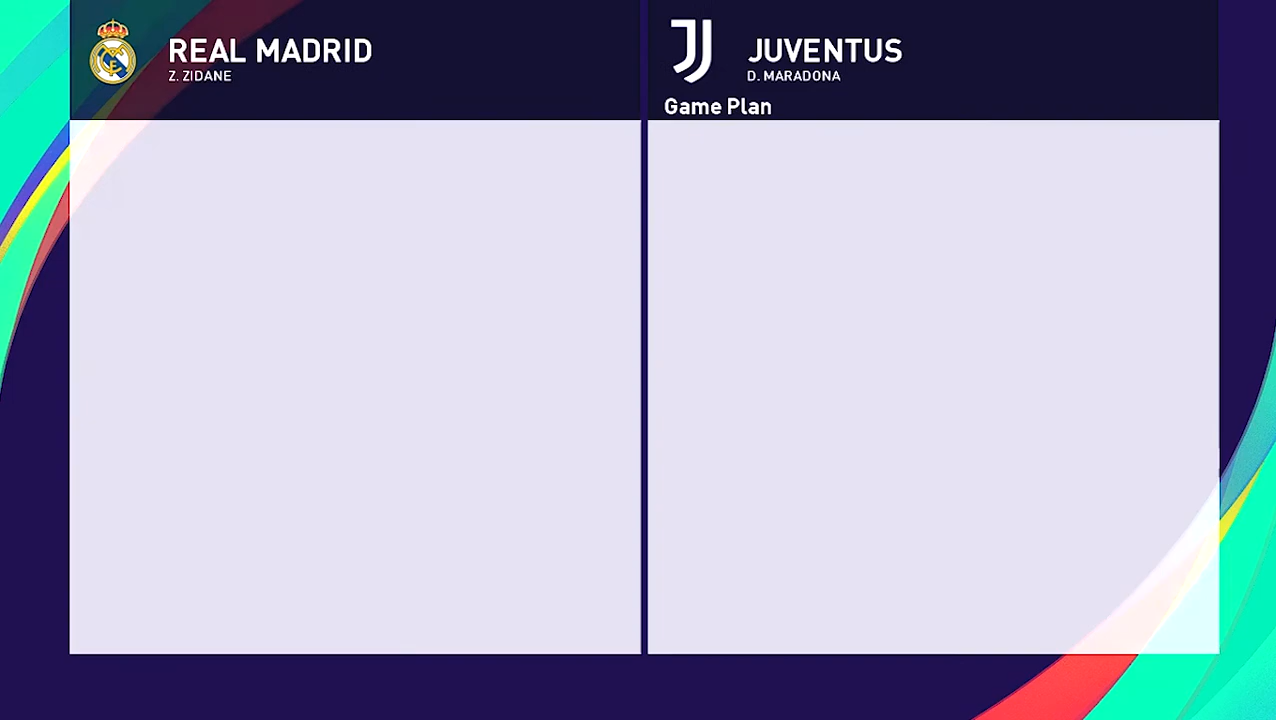 REAL MADRID
Z. ZIDANE
JUVENTUS
D. MARADONA
Game Plan